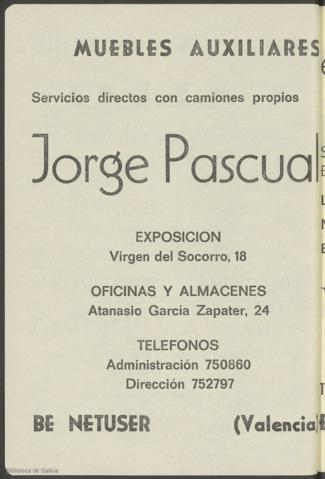 MUEBLES AUXILIARES
Servicios directos con camiones propios
Jorge Pascual
EXPOSICION
Virgen del Socorro, 18
OFICINAS Y ALMACENES
Atanasio García Zapater, 24
TELEFONOS
Administración 750860
Dirección 752797
BE NETUSER (Valencia)
Biblioteca de Galicia